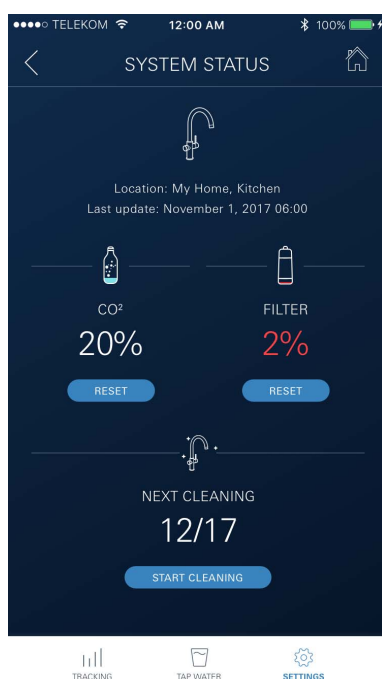 TELEKOM 12:00 AM 100%
SYSTEM STATUS
Location: My Home, Kitchen
Last update: November 1, 2017 06:00
CO² FILTER
20% 2%
RESET RESET
NEXT CLEANING
12/17
START CLEANING
TRACKING TAP WATER SETTINGS